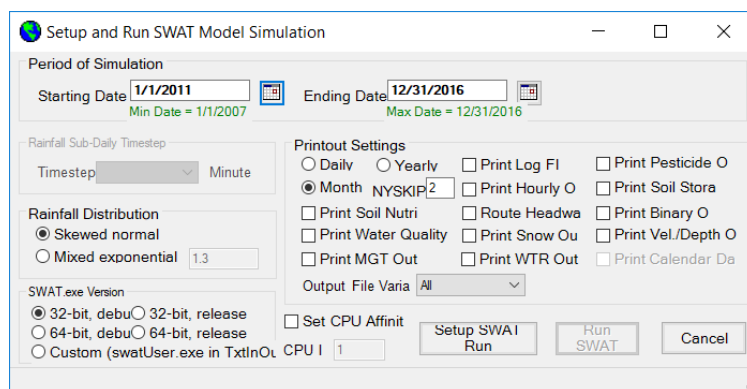 Setup and Run SWAT Model Simulation
Period of Simulation
Starting Date 1/1/2011 Ending Date 12/31/2016
Min Date = 1/1/2007 Max Date = 12/31/2016
Rainfall Sub-Daily Timestep
Timestep Minute
Rainfall Distribution
Skewed normal
Mixed exponential 1.3
SWAT.exe Version
32-bit, debu 32-bit, release
64-bit, debu 64-bit, release
Custom (swatUser.exe in TxtInOu
Printout Settings
Daily Yearly Print Log Fl Print Pesticide O
Month NYSKIP 2 Print Hourly O Print Soil Stora
Print Soil Nutri Route Headwa Print Binary O
Print Water Quality Print Snow Ou Print Vel./Depth O
Print MGT Out Print WTR Out Print Calendar Da
Output File Varia All
Set CPU Affinit
CPU I 1
Setup SWAT
Run
Run
SWAT
Cancel